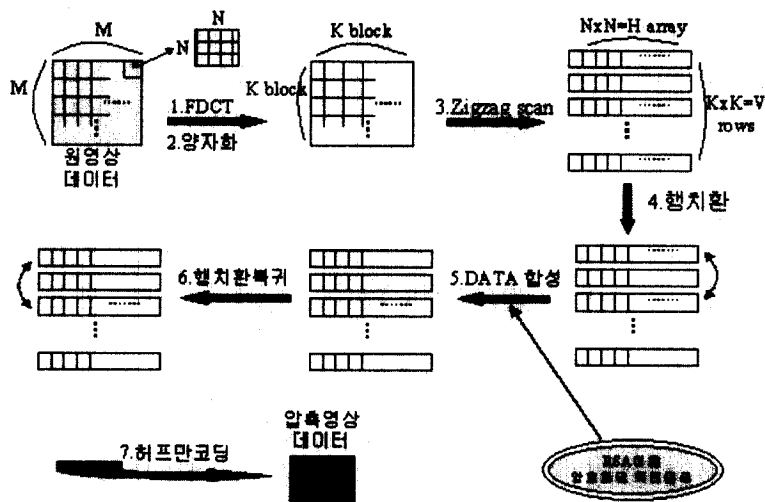 M
N
M
N
K block
K block
NxN=H array
KxK=V
rows
1.FDCT
2.양자화
3.Zigzag scan
원영상
데이터
4.행치환
5.DATA 합성
6.행치환복귀
7.허프만코딩
압축영상
데이터